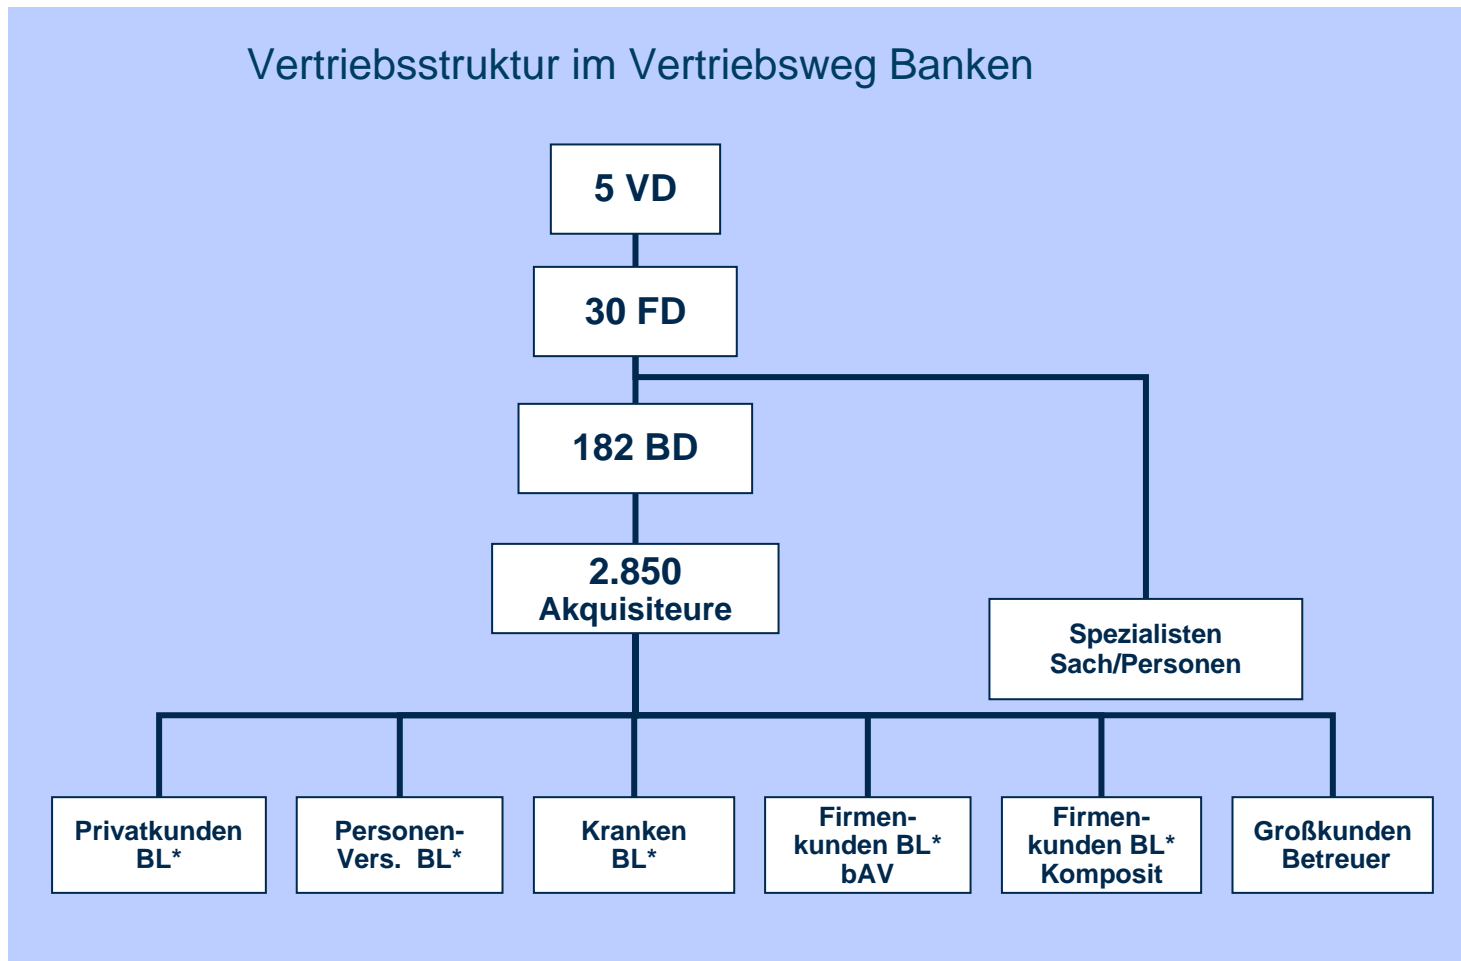 Vertriebsstruktur im Vertriebsweg Banken
5 VD
30 FD
182 BD
2.850
Akquisiteure
Spezialisten
Sach/Personen
Privatkunden
BL*
Personen-
Vers. BL*
Kranken
BL*
Firmen-
kunden BL*
bAV
Firmen-
kunden BL*
Komposit
Großkunden
Betreuer